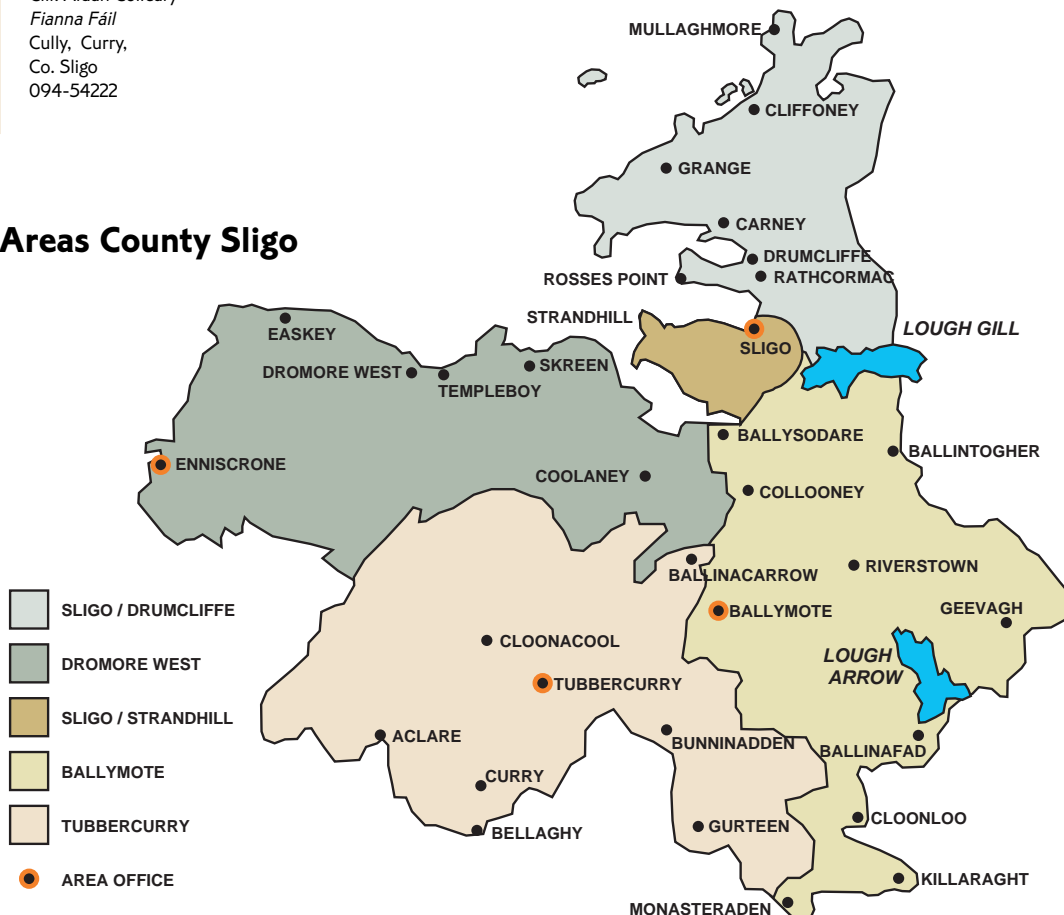 Fianna Fáil
Cully, Curry,
Co. Sligo
094-54222
Areas County Sligo
MULLAGHMORE
CLIFFONEY
GRANGE
CARNEY
DRUMCLIFFE
ROSSES POINT
RATHCORMAC
STRANDHILL
SLIGO
LOUGH GILL
EASKEY
DROMORE WEST
TEMPLEBOY
SKREEN
BALLYSODARE
BALLINTOGHER
ENNISCRONE
COOLANEY
COLLOONEY
BALLINACARROW
RIVERSTOWN
BALLYMOTE
GEEVAGH
CLOONACOOL
LOUGH
ARROW
TUBBERCURRY
ACLARE
BUNNINADDEN
BALLINAFAD
CURRY
BELLAGHY
GURTEEN
CLOONLOO
KILLARAGHT
MONASTERADEN
SLIGO / DRUMCLIFFE
DROMORE WEST
SLIGO / STRANDHILL
BALLYMOTE
TUBBERCURRY
AREA OFFICE